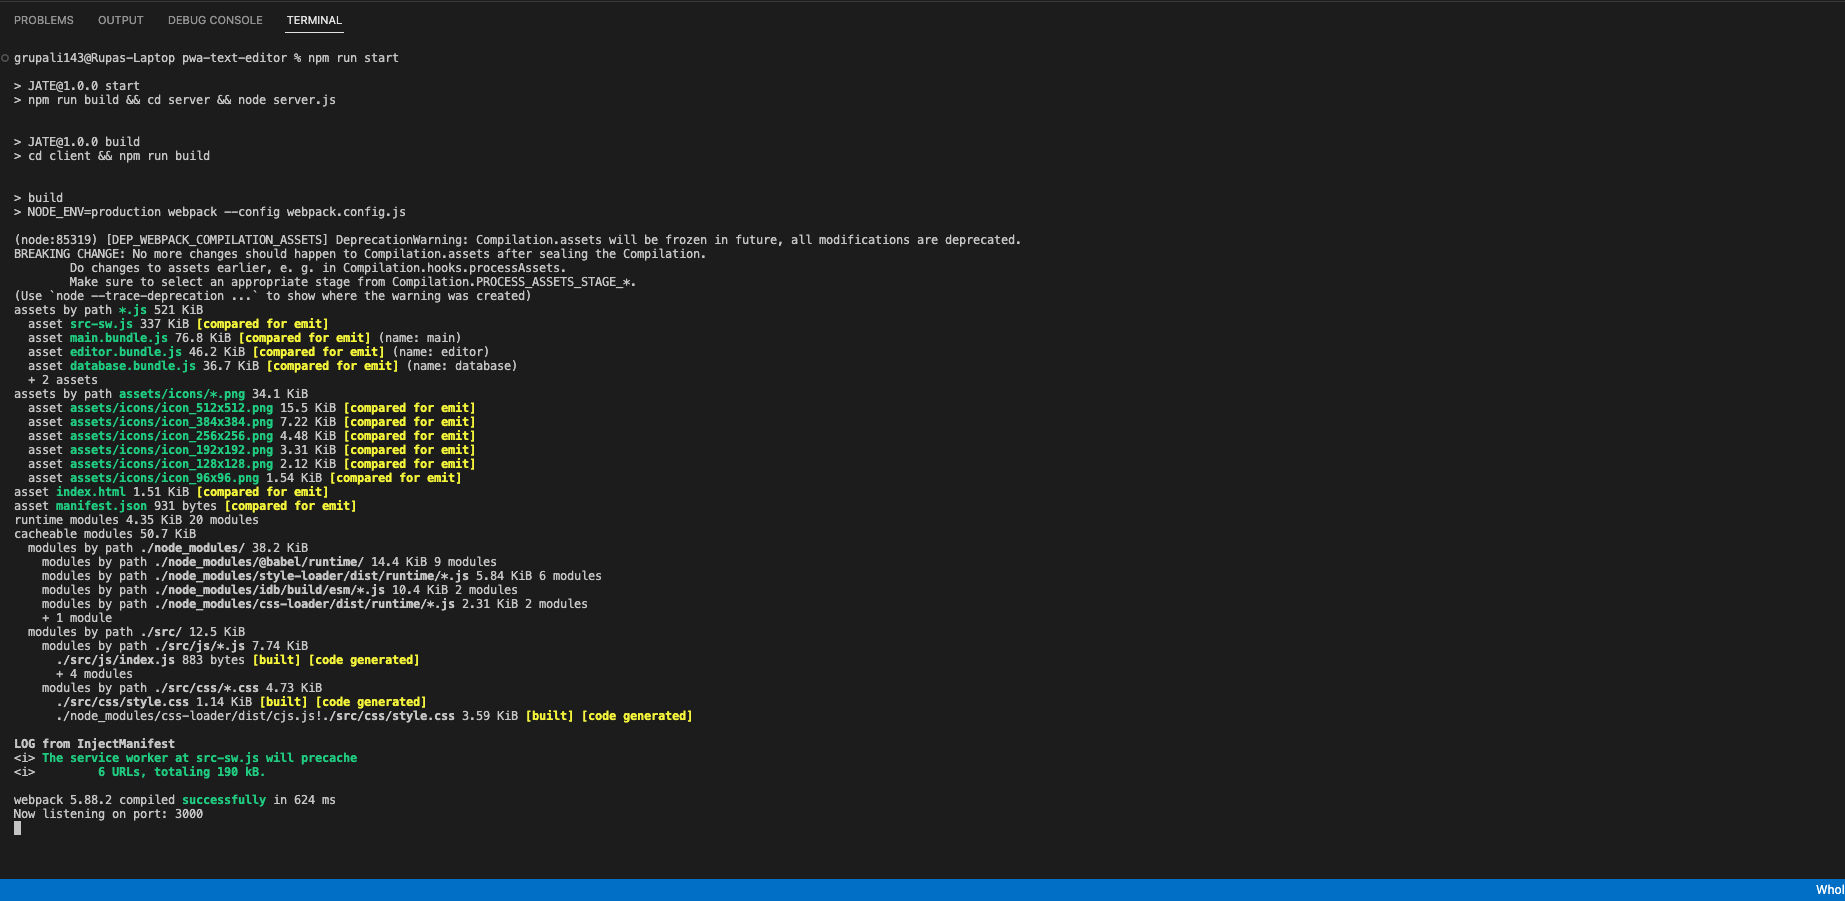 PROBLEMS OUTPUT DEBUG CONSOLE TERMINAL
grupali143@Rupas-Laptop pwa-text-editor % npm run start
> JATE@1.0.0 start
> npm run build && cd server && node server.js
> JATE@1.0.0 build
> cd client && npm run build
> build
> NODE_ENV=production webpack --config webpack.config.js
(node:85319) [DEP_WEBPACK_COMPILATION_ASSETS] DeprecationWarning: Compilation.assets will be frozen in future, all modifications are deprecated.
BREAKING CHANGE: No more changes should happen to Compilation.assets after sealing the Compilation.
Do changes to assets earlier, e. g. in Compilation.hooks.processAssets.
Make sure to select an appropriate stage from Compilation.PROCESS_ASSETS_STAGE_*.
(Use `node --trace-deprecation ...` to show where the warning was created)
assets by path *.js 521 KiB
asset src-sw.js 337 KiB [compared for emit]
asset main.bundle.js 76.8 KiB [compared for emit] (name: main)
asset editor.bundle.js 46.2 KiB [compared for emit] (name: editor)
asset database.bundle.js 36.7 KiB [compared for emit] (name: database)
+ 2 assets
assets by path assets/icons/*.png 34.1 KiB
asset assets/icons/icon_512x512.png 15.5 KiB [compared for emit]
asset assets/icons/icon_384x384.png 7.22 KiB [compared for emit]
asset assets/icons/icon_256x256.png 4.48 KiB [compared for emit]
asset assets/icons/icon_192x192.png 3.31 KiB [compared for emit]
asset assets/icons/icon_128x128.png 2.12 KiB [compared for emit]
asset assets/icons/icon_96x96.png 1.54 KiB [compared for emit]
asset index.html 1.51 KiB [compared for emit]
asset manifest.json 931 bytes [compared for emit]
runtime modules 4.35 KiB 20 modules
cacheable modules 50.7 KiB
modules by path ./node_modules/ 38.2 KiB
modules by path ./node_modules/@babel/runtime/ 14.4 KiB 9 modules
modules by path ./node_modules/style-loader/dist/runtime/*.js 5.84 KiB 6 modules
modules by path ./node_modules/idb/build/esm/*.js 10.4 KiB 2 modules
modules by path ./node_modules/css-loader/dist/runtime/*.js 2.31 KiB 2 modules
+ 1 module
modules by path ./src/ 12.5 KiB
modules by path ./src/js/*.js 7.74 KiB
./src/js/index.js 883 bytes [built] [code generated]
+ 4 modules
modules by path ./src/css/*.css 4.73 KiB
./src/css/style.css 1.14 KiB [built] [code generated]
./node_modules/css-loader/dist/cjs.js!./src/css/style.css 3.59 KiB [built] [code generated]
LOG from InjectManifest
<i> The service worker at src-sw.js will precache
<i> 6 URLs, totaling 190 kB.
webpack 5.88.2 compiled successfully in 624 ms
Now listening on port: 3000
Whol